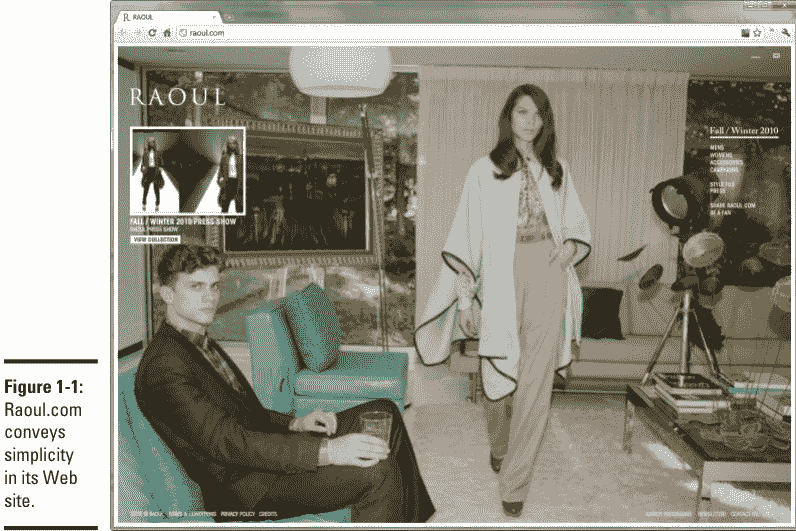 RAOUL
raoul.com
RAOUL
Fall / Winter 2010
MENS
WOMENS
ACCESSORIES
CAMPAIGNS
STYLE FILE
PRESS
SHARE RAOUL.COM
BE A FAN
FALL / WINTER 2010 PRESS SHOW
RAOUL PRESS SHOW
VIEW COLLECTION
Figure 1-1:
Raoul.com
conveys
simplicity
in its Web
site.
PRIVACY POLICY CREDITS